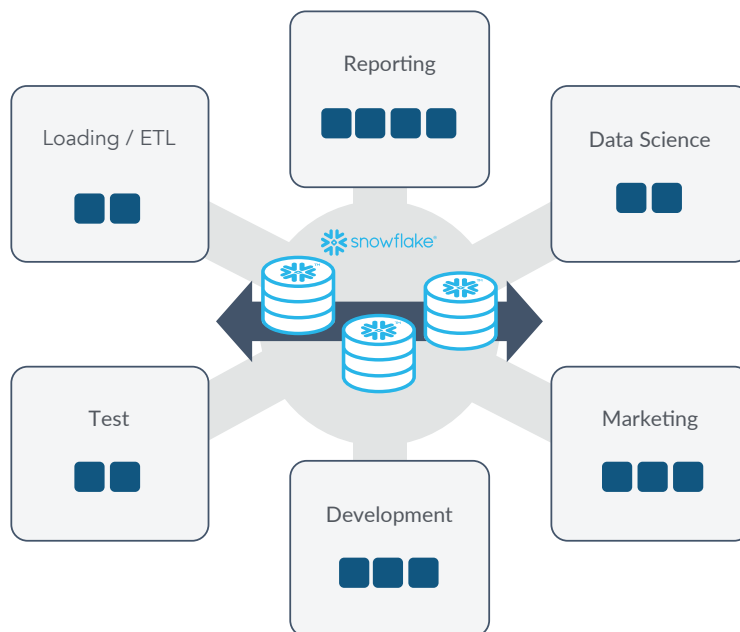 Reporting
Loading / ETL
Data Science
snowflake®
Test
Marketing
Development